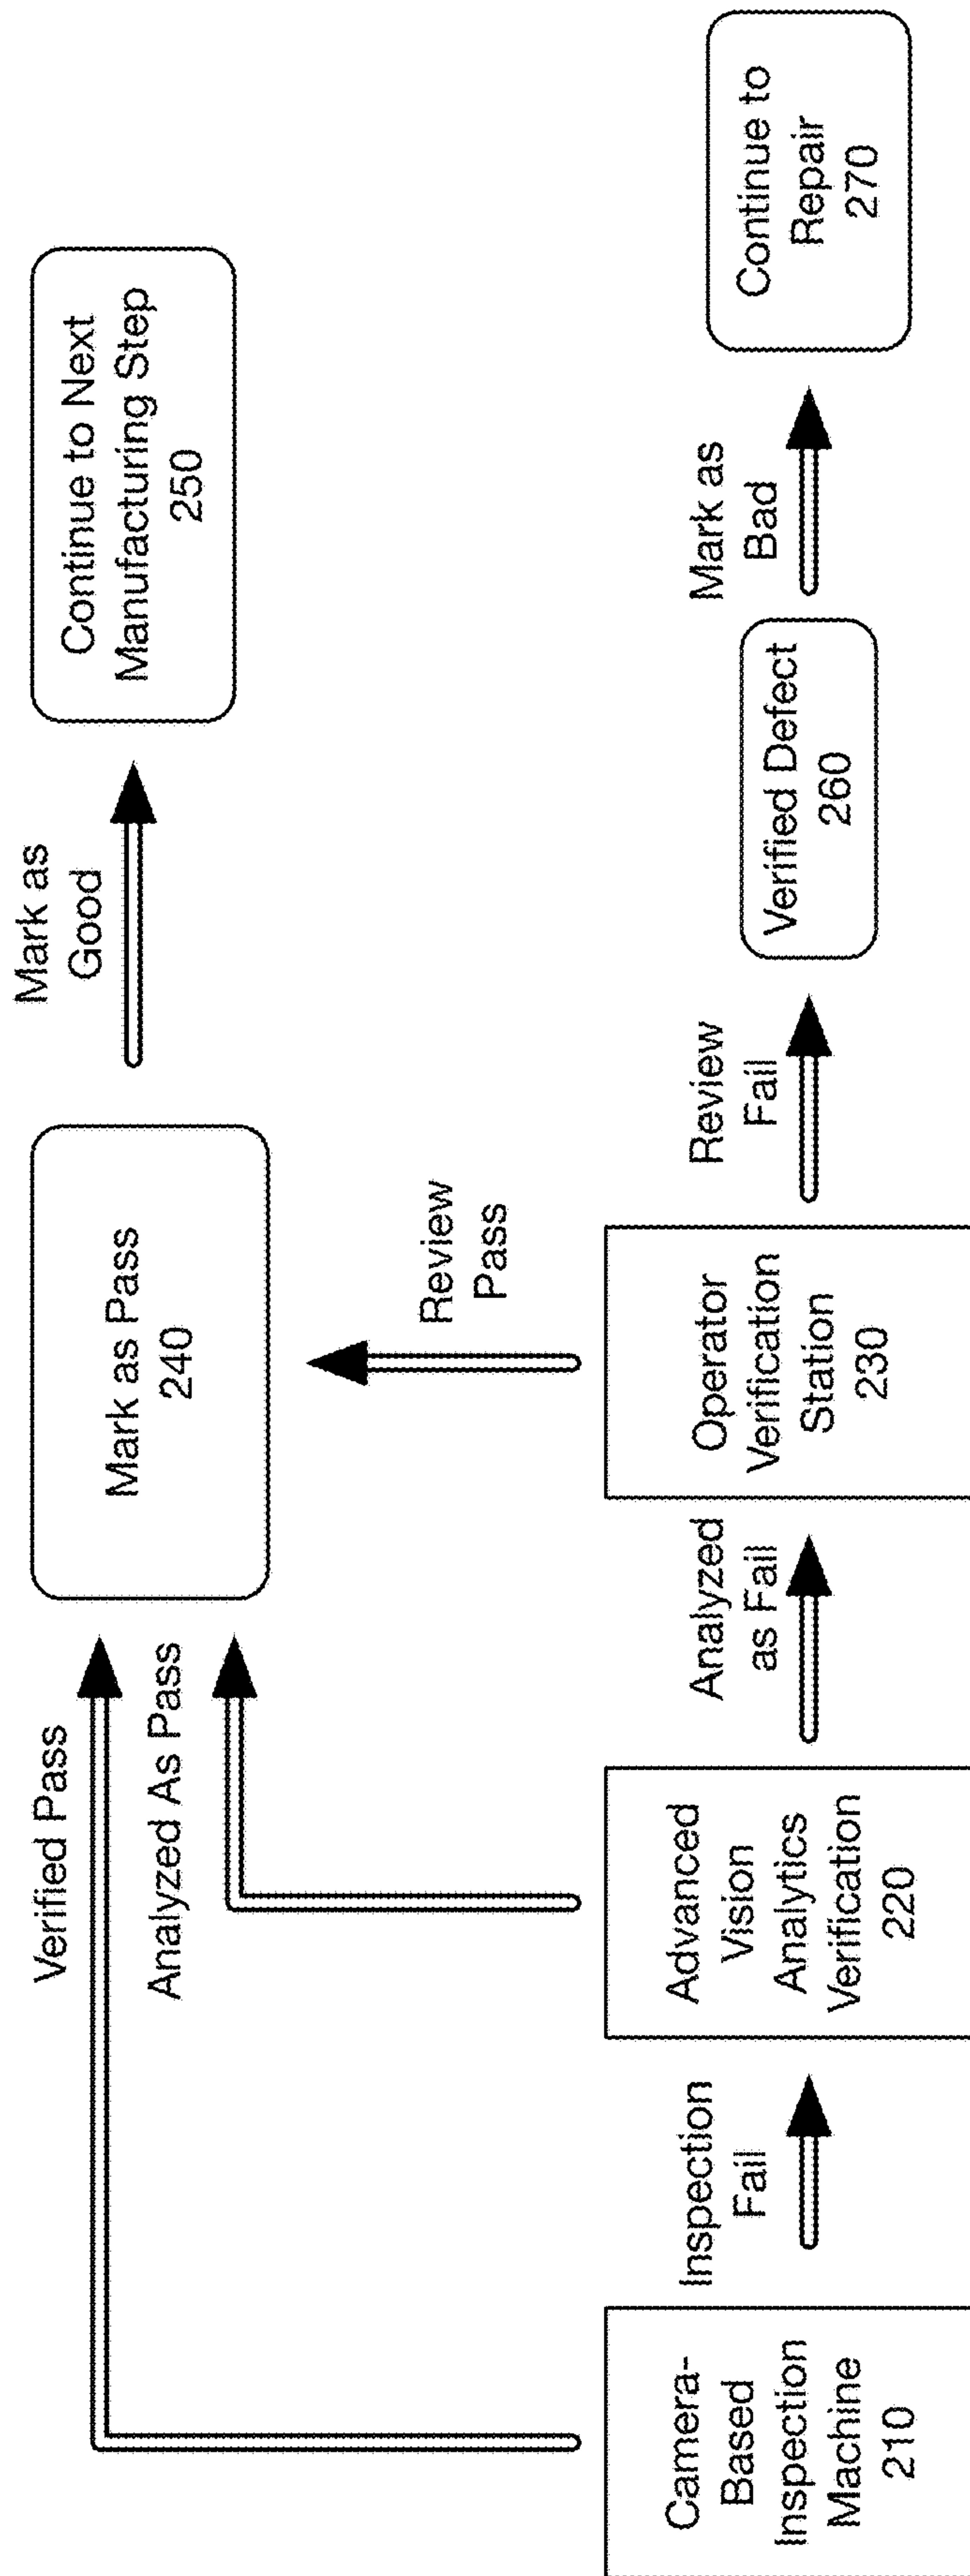 Verified Pass
Analyzed As Pass
Mark as Pass
240
Mark as
Good
Continue to Next
Manufacturing Step
250
Review
Pass
Camera-
Based
Inspection
Machine
210
Inspection
Fail
Advanced
Vision
Analytics
Verification
220
Analyzed
as Fail
Operator
Verification
Station
230
Review
Fail
Verified Defect
260
Mark as
Bad
Continue to
Repair
270